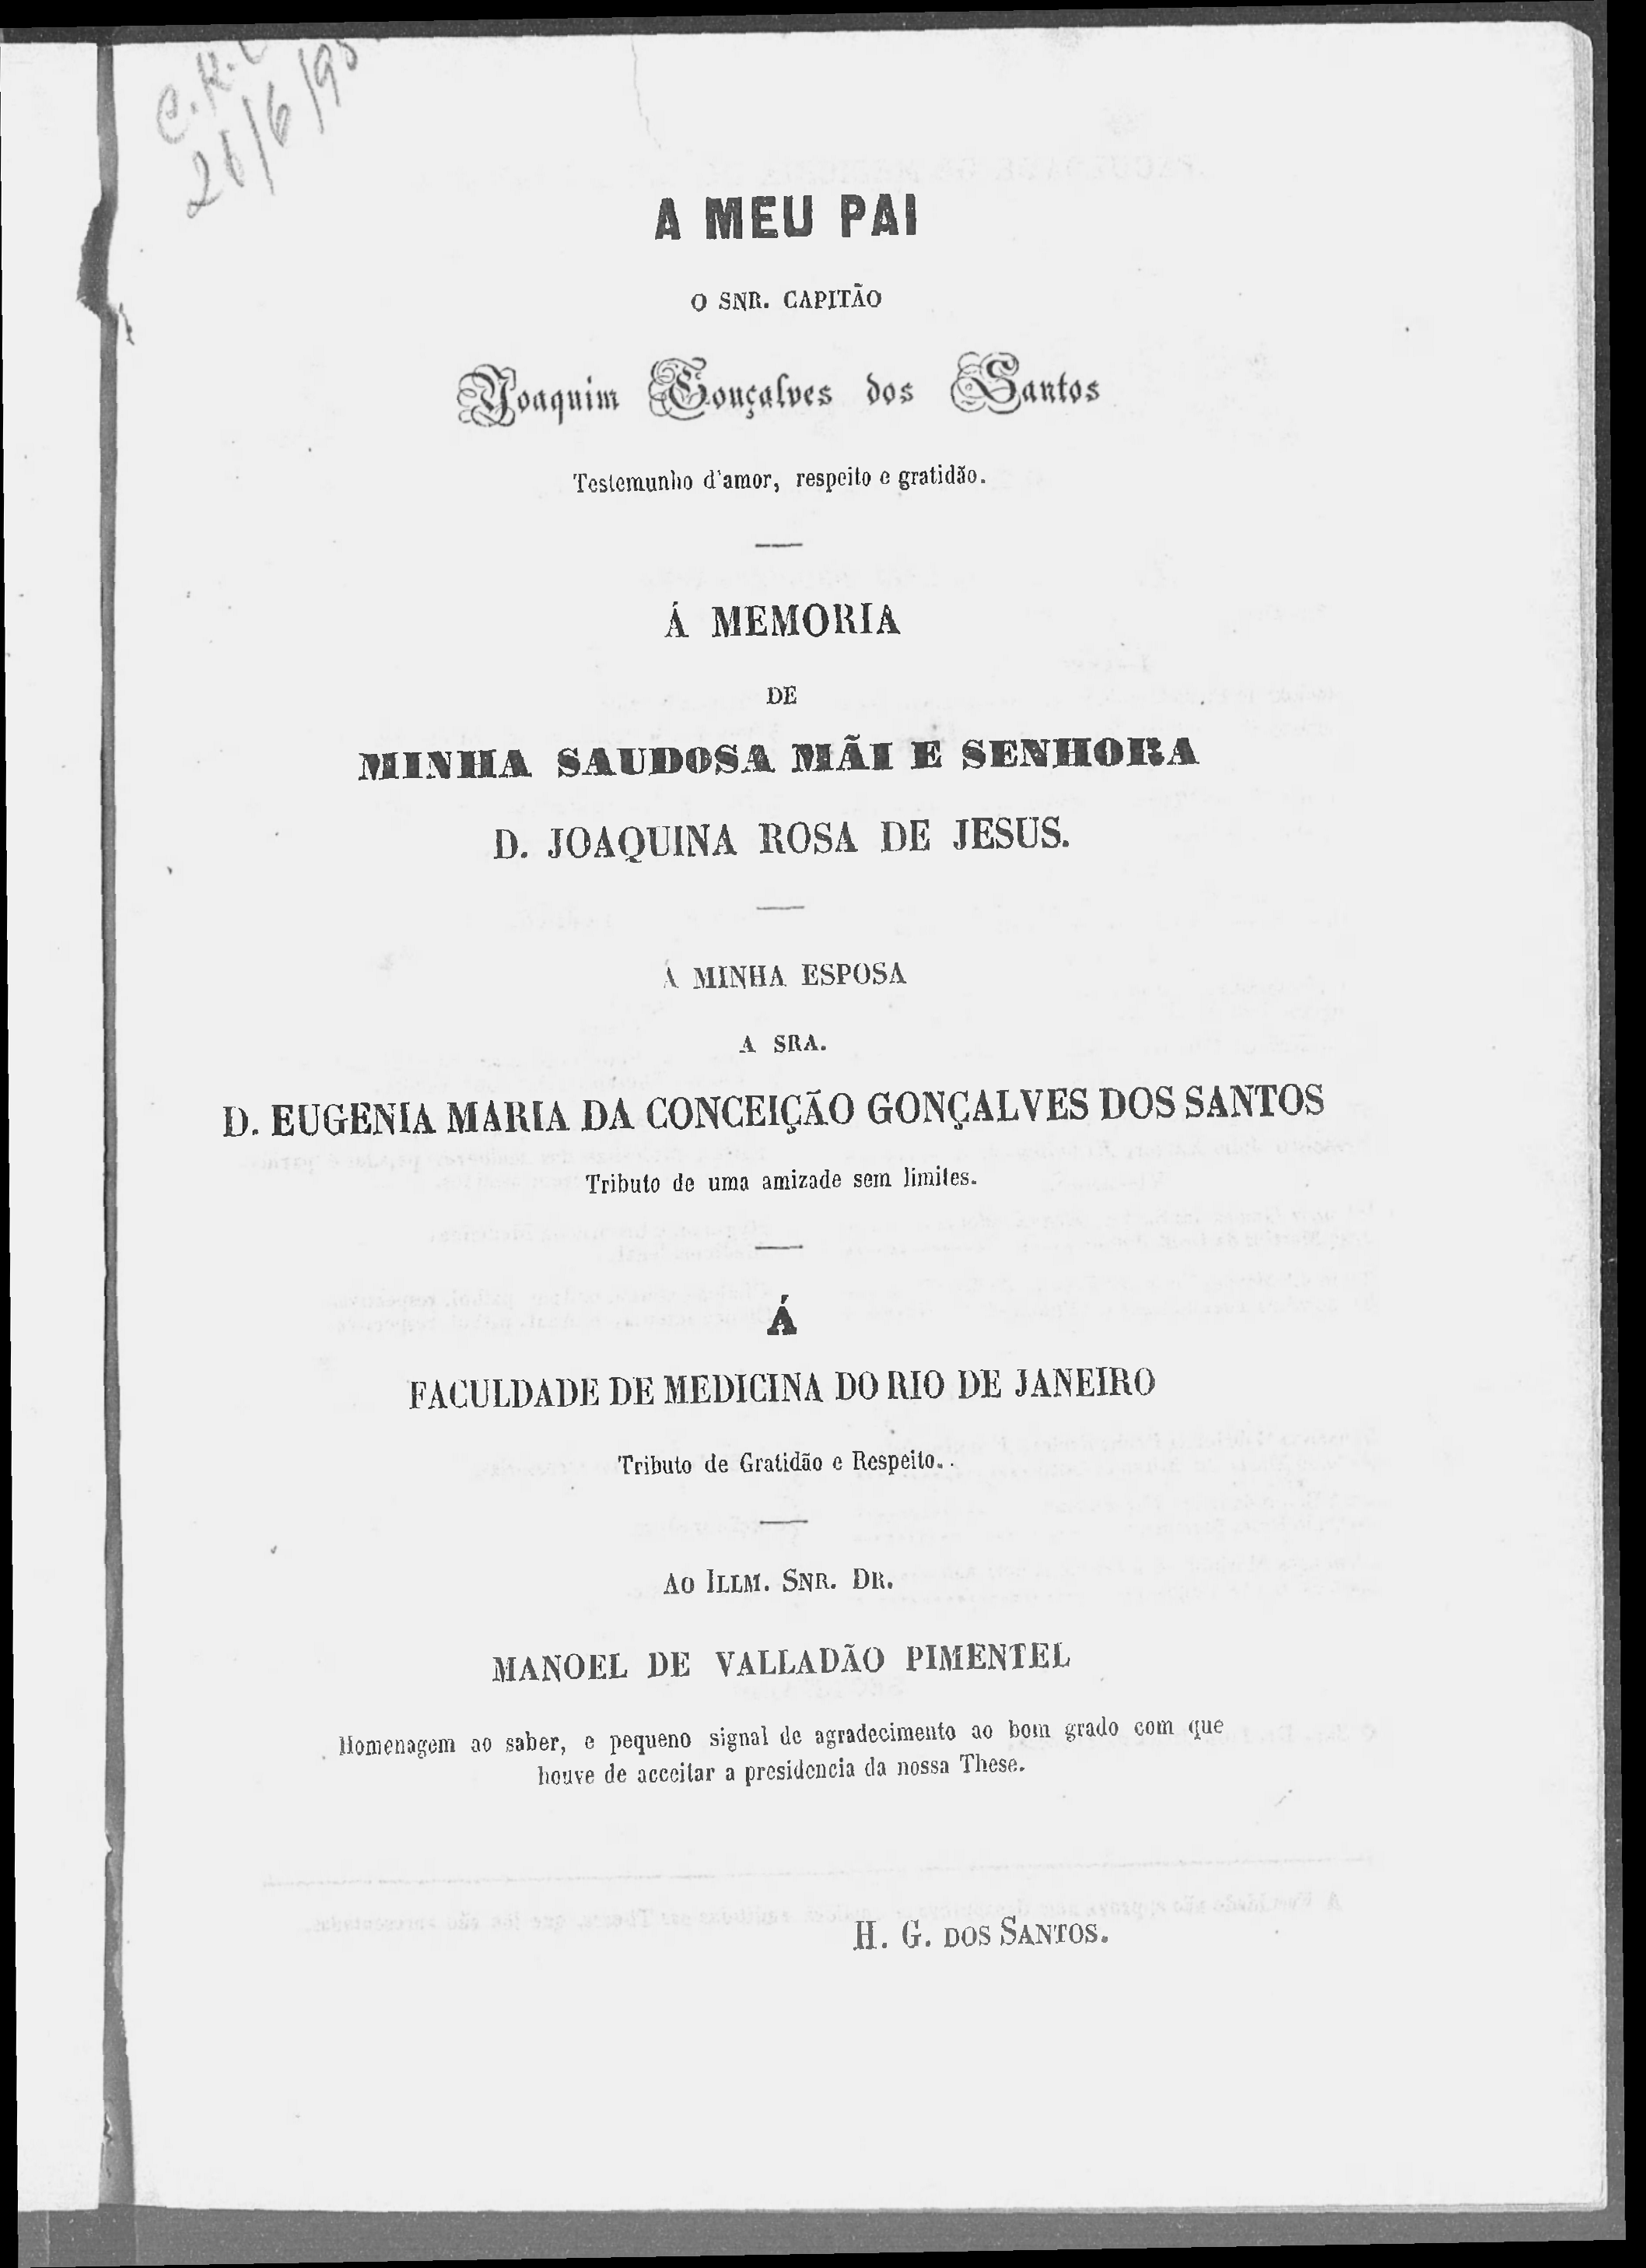 26/6/95
A MEU PAI
O SNR. CAPITÃO
Joaquim Gonçalves dos Santos
Testemunho d'amor, respeito e gratidão.
Á MEMORIA
DE
MINHA SAUDOSA MÃI E SENHORA
D. JOAQUINA ROSA DE JESUS.
Á MINHA ESPOSA
A SRA.
D. EUGENIA MARIA DA CONCEIÇÃO GONÇALVES DOS SANTOS
Tributo de uma amizade sem limites.
Á
FACULDADE DE MEDICINA DO RIO DE JANEIRO
Tributo de Gratidão e Respeito.
AO ILLM. SNR. DR.
MANOEL DE VALLADÃO PIMENTEL
Homenagem ao saber, e pequeno signal de agradecimento ao bom grado com que
houve de acceitar a presidencia da nossa These.
H. G. DOS SANTOS.